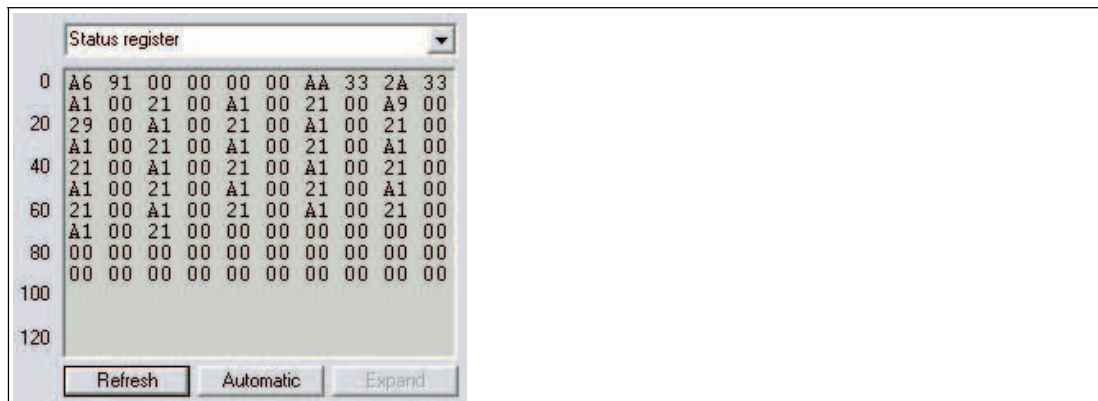 Status register
0 A6 91 00 00 00 00 AA 33 2A 33
A1 00 21 00 A1 00 21 00 A9 00
20 29 00 A1 00 21 00 A1 00 21 00
A1 00 21 00 A1 00 21 00 A1 00
40 21 00 A1 00 21 00 A1 00 21 00
A1 00 21 00 A1 00 21 00 A1 00
60 21 00 A1 00 21 00 A1 00 21 00
A1 00 21 00 00 00 00 00 00 00
80 00 00 00 00 00 00 00 00 00 00
00 00 00 00 00 00 00 00 00 00
100
120
Refresh Automatic Expand